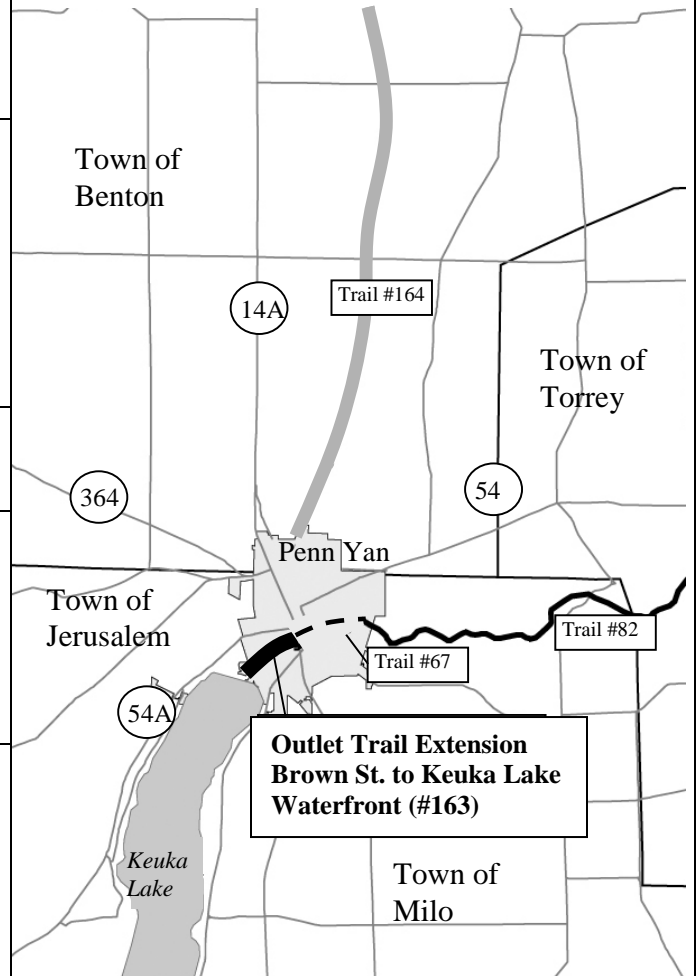 Town of
Benton
Trail #164
14A
Town of
Torrey
364
54
Penn Yan
Town of
Jerusalem
Trail #82
Trail #67
54A
Outlet Trail Extension
Brown St. to Keuka Lake
Waterfront (#163)
Keuka
Lake
Town of
Milo